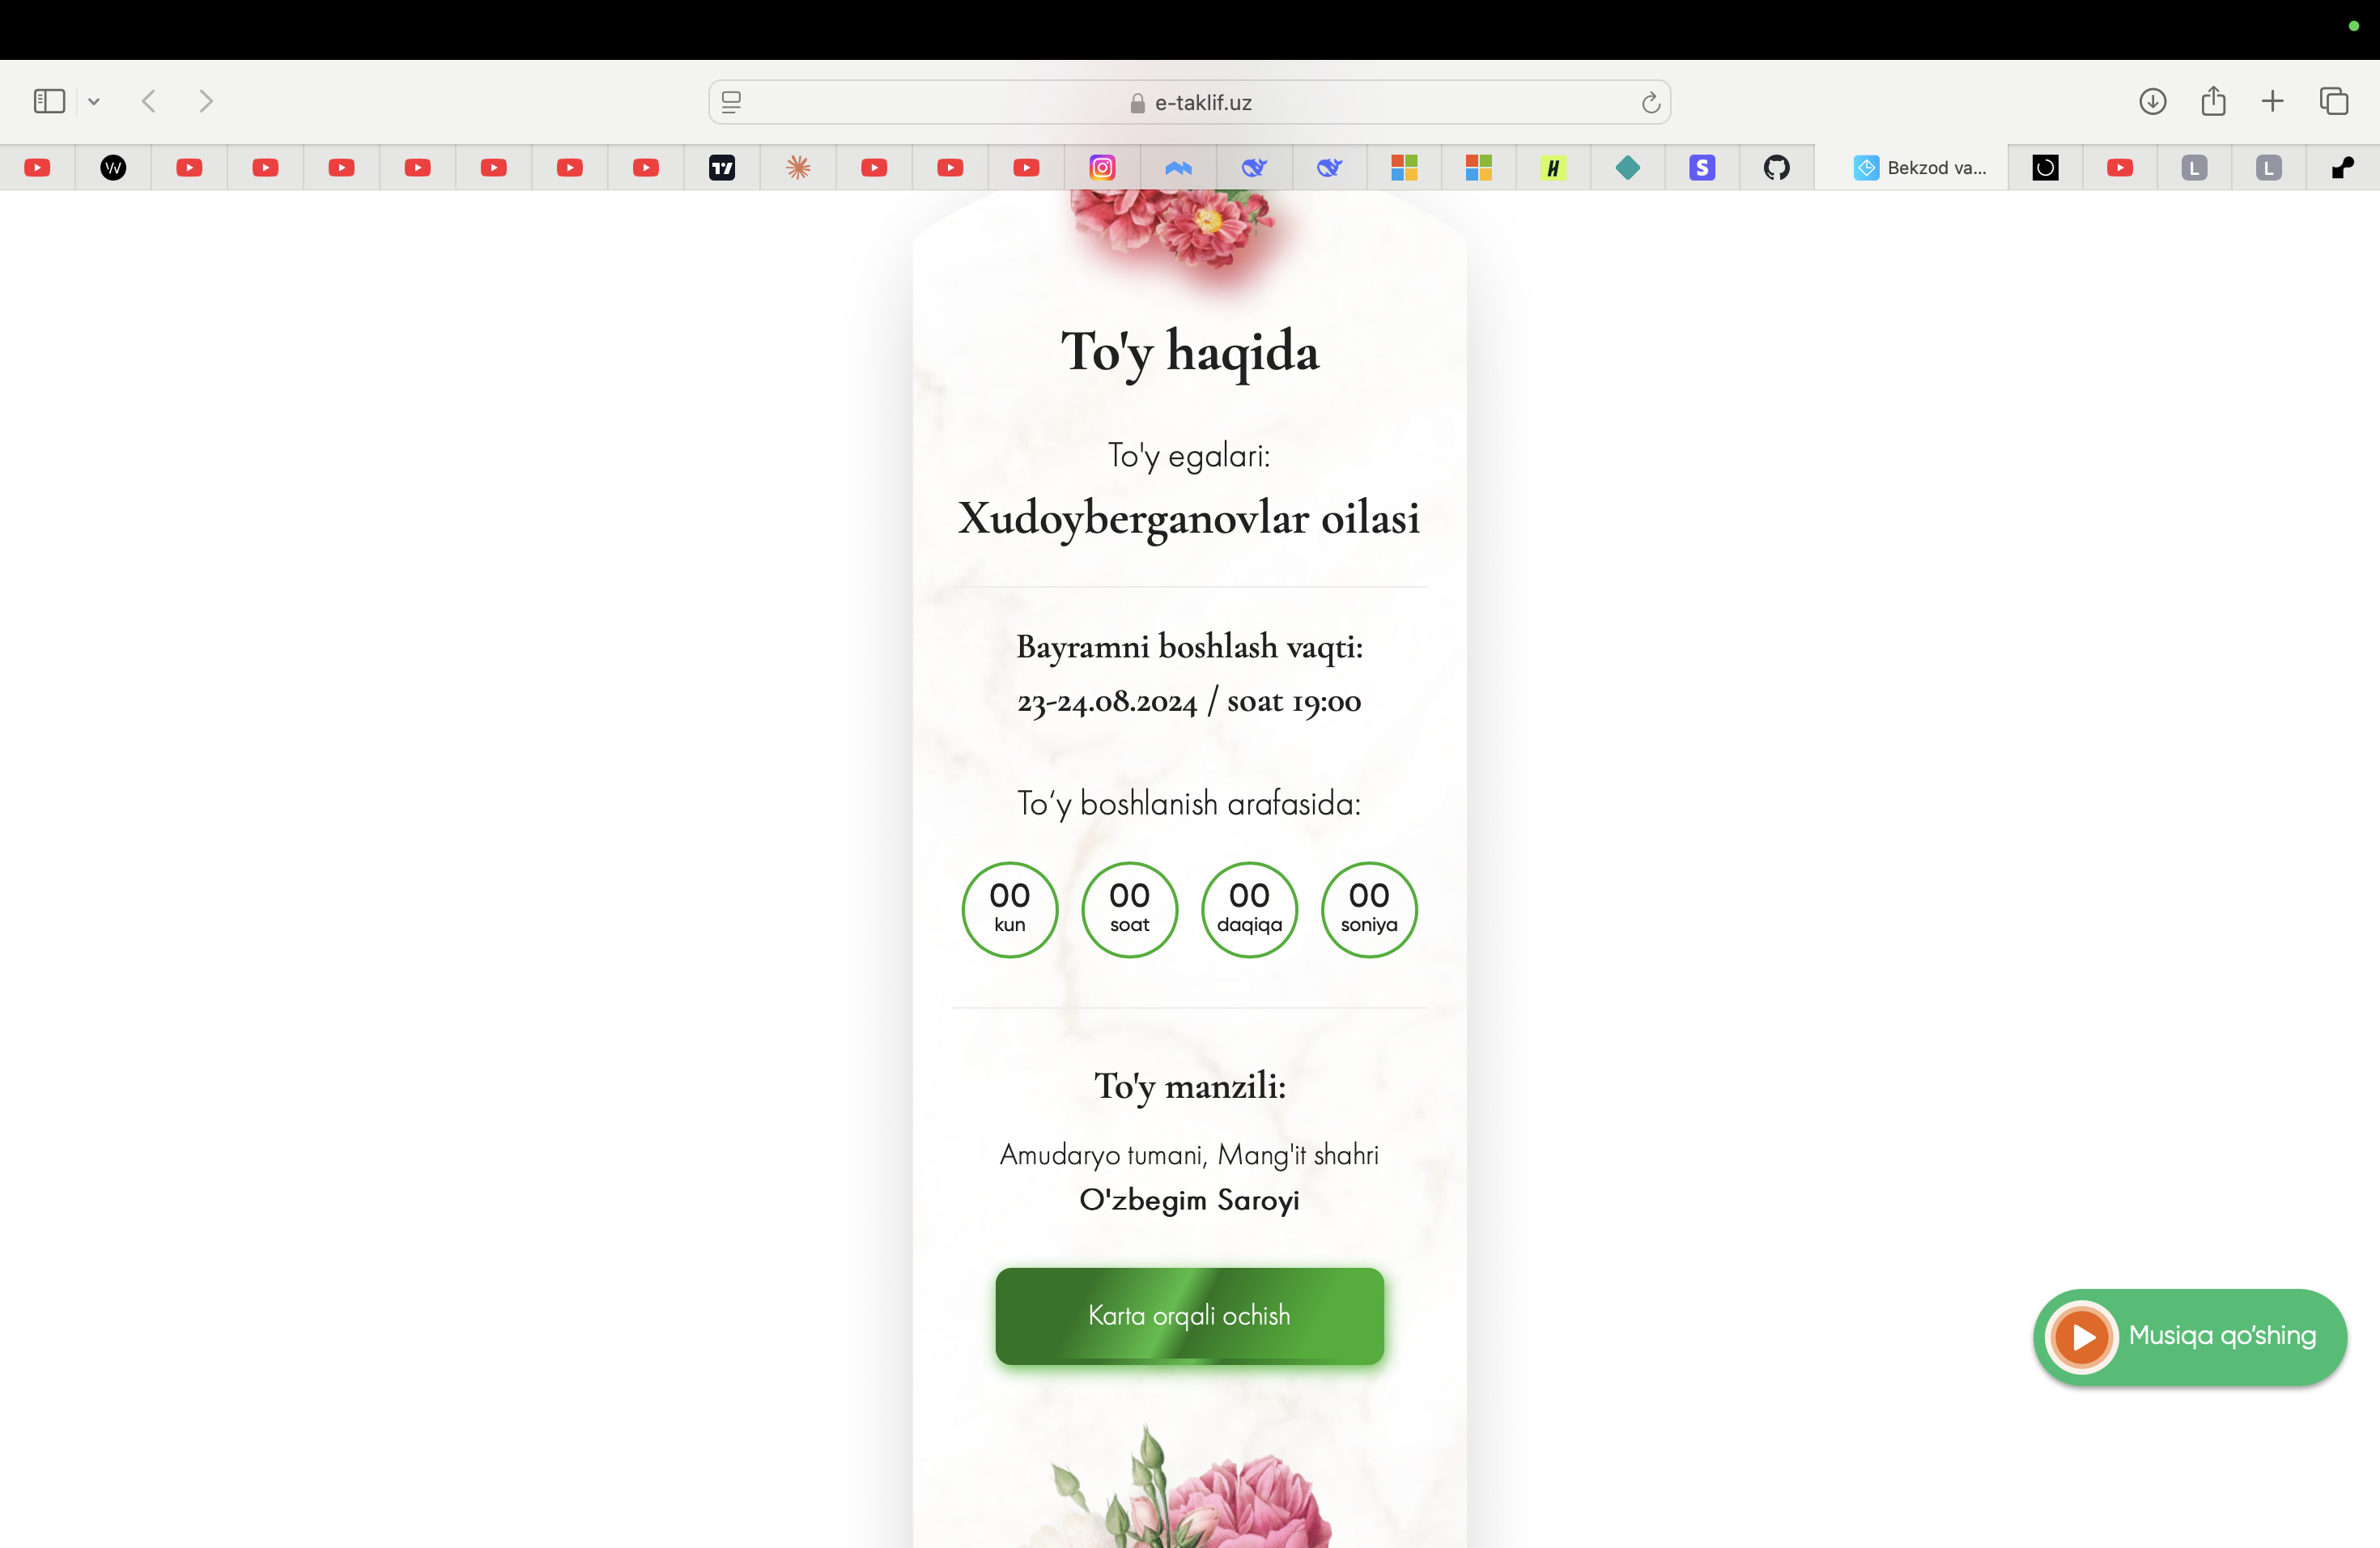 e-taklif.uz
Bekzod va...
To'y haqida
To'y egalari:
Xudoyberganovlar oilasi
Bayramni boshlash vaqti:
23-24.08.2024 / soat 19:00
To‘y boshlanish arafasida:
00 00 00 00
kun soat daqiqa soniya
To'y manzili:
Amudaryo tumani, Mang'it shahri
O'zbegim Saroyi
Karta orqali ochish
Musiqa qo‘shing